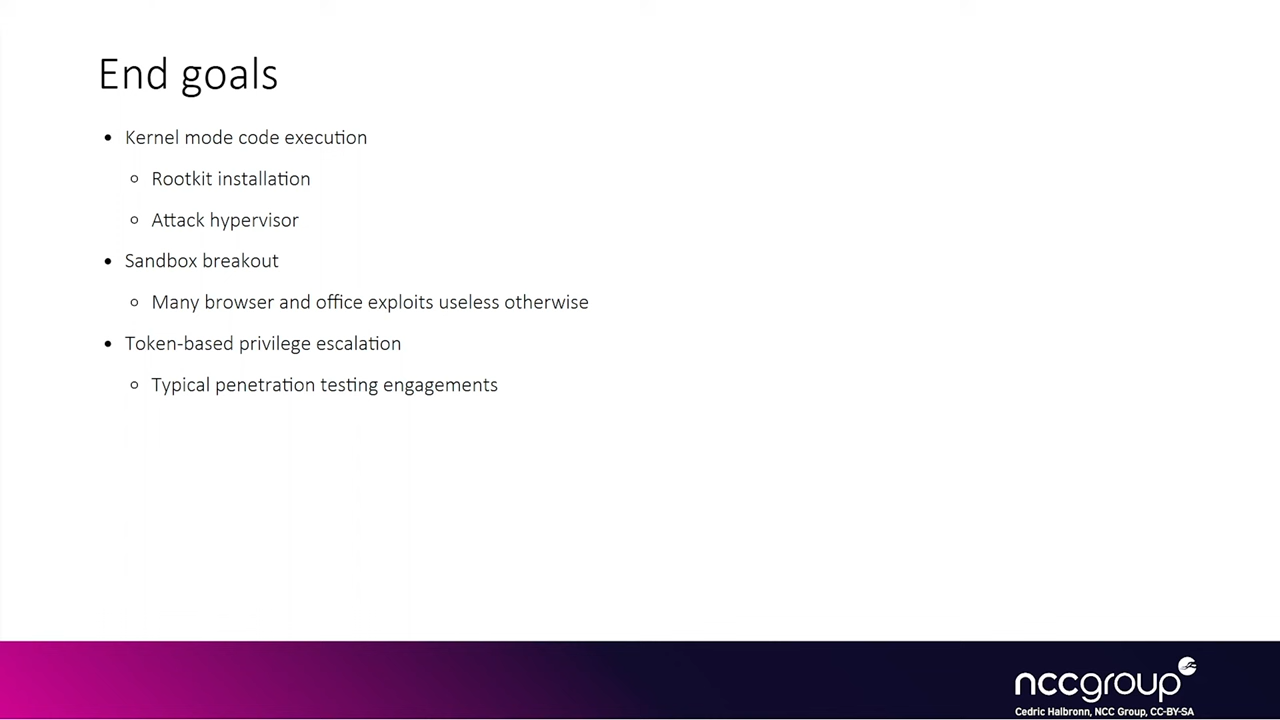 End goals
• Kernel mode code execution
○ Rootkit installation
○ Attack hypervisor
• Sandbox breakout
○ Many browser and office exploits useless otherwise
• Token-based privilege escalation
○ Typical penetration testing engagements
nccgroup
Cedric Halbronn, NCC Group, CC-BY-SA